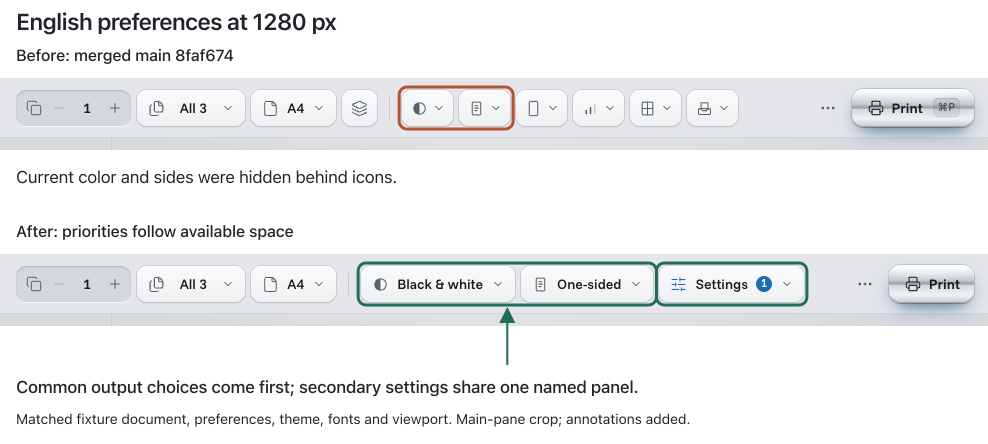 English preferences at 1280 px
Before: merged main 8faf674
1 All 3 A4 Print ⌘P
Current color and sides were hidden behind icons.
After: priorities follow available space
1 All 3 A4 Black & white One-sided Settings 1 Print
Common output choices come first; secondary settings share one named panel.
Matched fixture document, preferences, theme, fonts and viewport. Main-pane crop; annotations added.